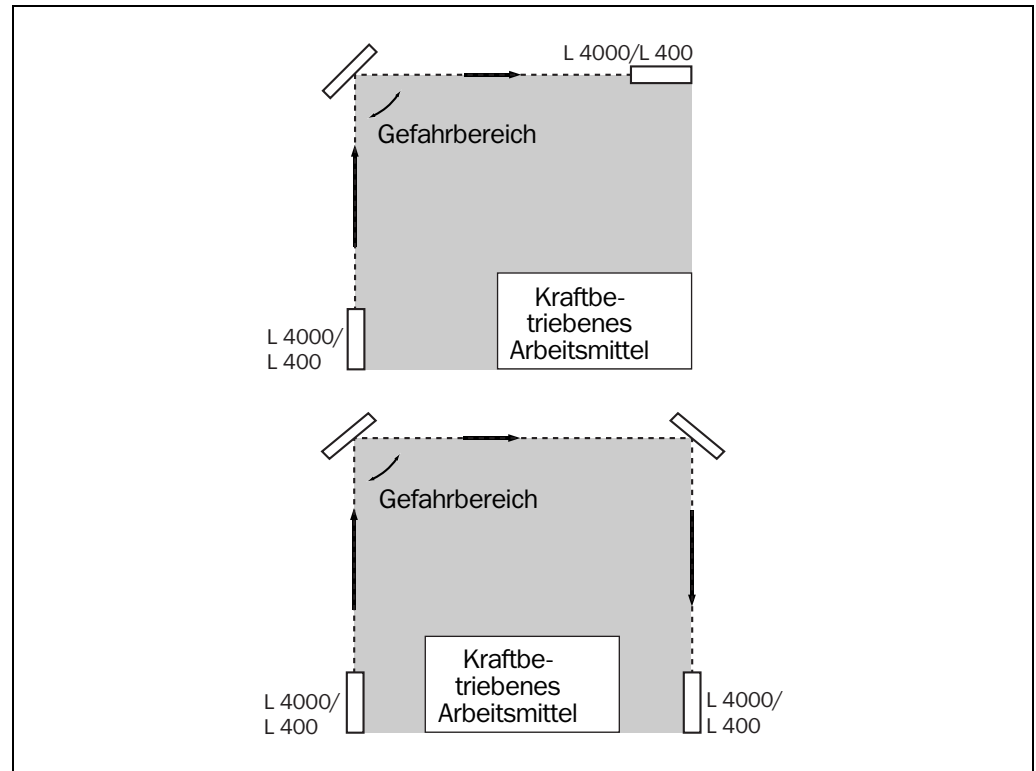 L 4000/L 400
Gefahrbereich
Kraftbe-
triebenes
Arbeitsmittel
L 4000/
L 400
Gefahrbereich
Kraftbe-
triebenes
Arbeitsmittel
L 4000/
L 400
L 4000/
L 400